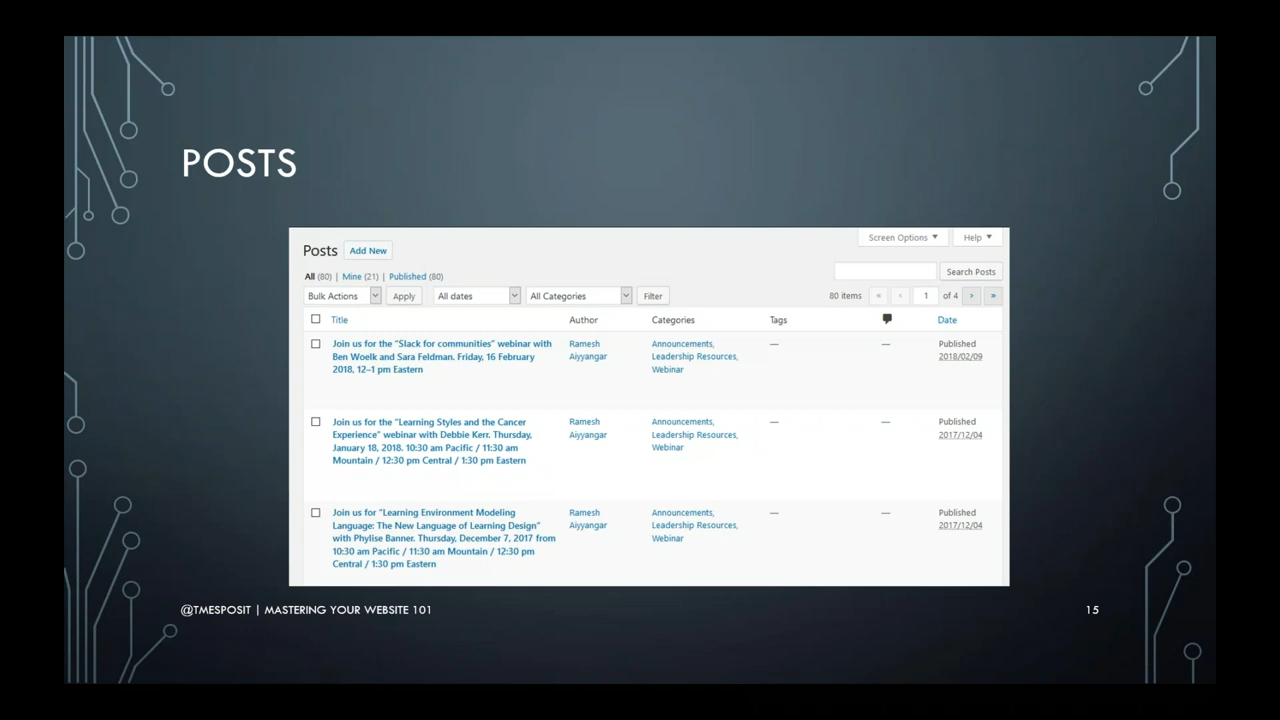 POSTS
Screen Options ▼ Help ▼
Posts Add New
All (80) | Mine (21) | Published (80)
Search Posts
Bulk Actions Apply All dates All Categories Filter 80 items « ‹ 1 of 4 › »
Title Author Categories Tags Date
Join us for the "Slack for communities" webinar with Ramesh Announcements, — — Published
Ben Woelk and Sara Feldman. Friday, 16 February Aiyyangar Leadership Resources, 2018/02/09
2018, 12–1 pm Eastern Webinar
Join us for the "Learning Styles and the Cancer Ramesh Announcements, — — Published
Experience" webinar with Debbie Kerr. Thursday, Aiyyangar Leadership Resources, 2017/12/04
January 18, 2018. 10:30 am Pacific / 11:30 am Webinar
Mountain / 12:30 pm Central / 1:30 pm Eastern
Join us for "Learning Environment Modeling Ramesh Announcements, — — Published
Language: The New Language of Learning Design" Aiyyangar Leadership Resources, 2017/12/04
with Phylise Banner. Thursday, December 7, 2017 from Webinar
10:30 am Pacific / 11:30 am Mountain / 12:30 pm
Central / 1:30 pm Eastern
@TMESPOSIT | MASTERING YOUR WEBSITE 101 15